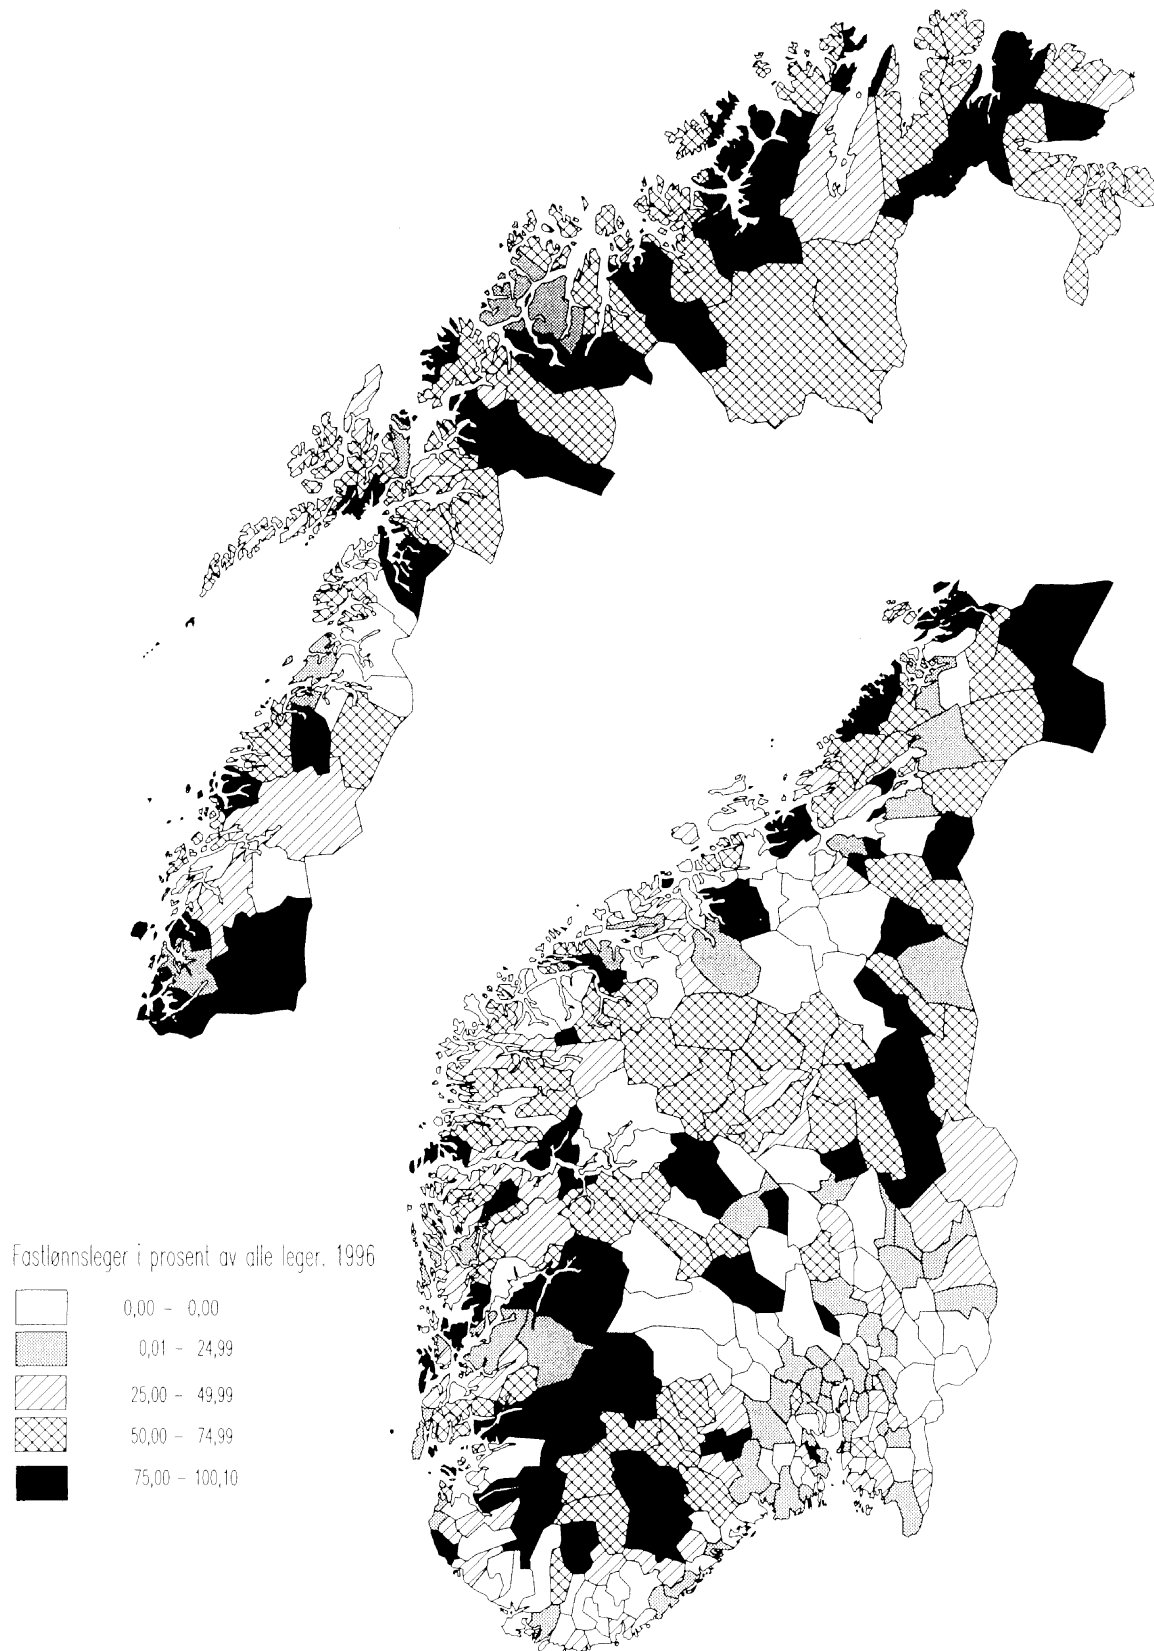 Fastlønnsleger i prosent av alle leger. 1996
0,00 - 0,00
0,01 - 24,99
25,00 - 49,99
50,00 - 74,99
75,00 - 100,10